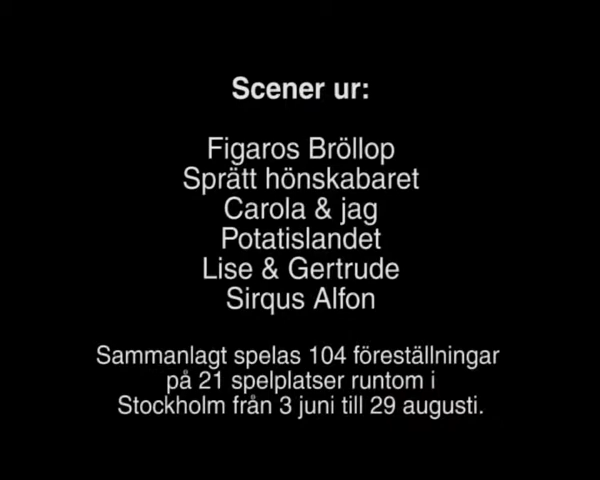 Scener ur:
Figaros Bröllop
Sprätt hönskabaret
Carola & jag
Potatislandet
Lise & Gertrude
Sirqus Alfon
Sammanlagt spelas 104 föreställningar
på 21 spelplatser runtom i
Stockholm från 3 juni till 29 augusti.